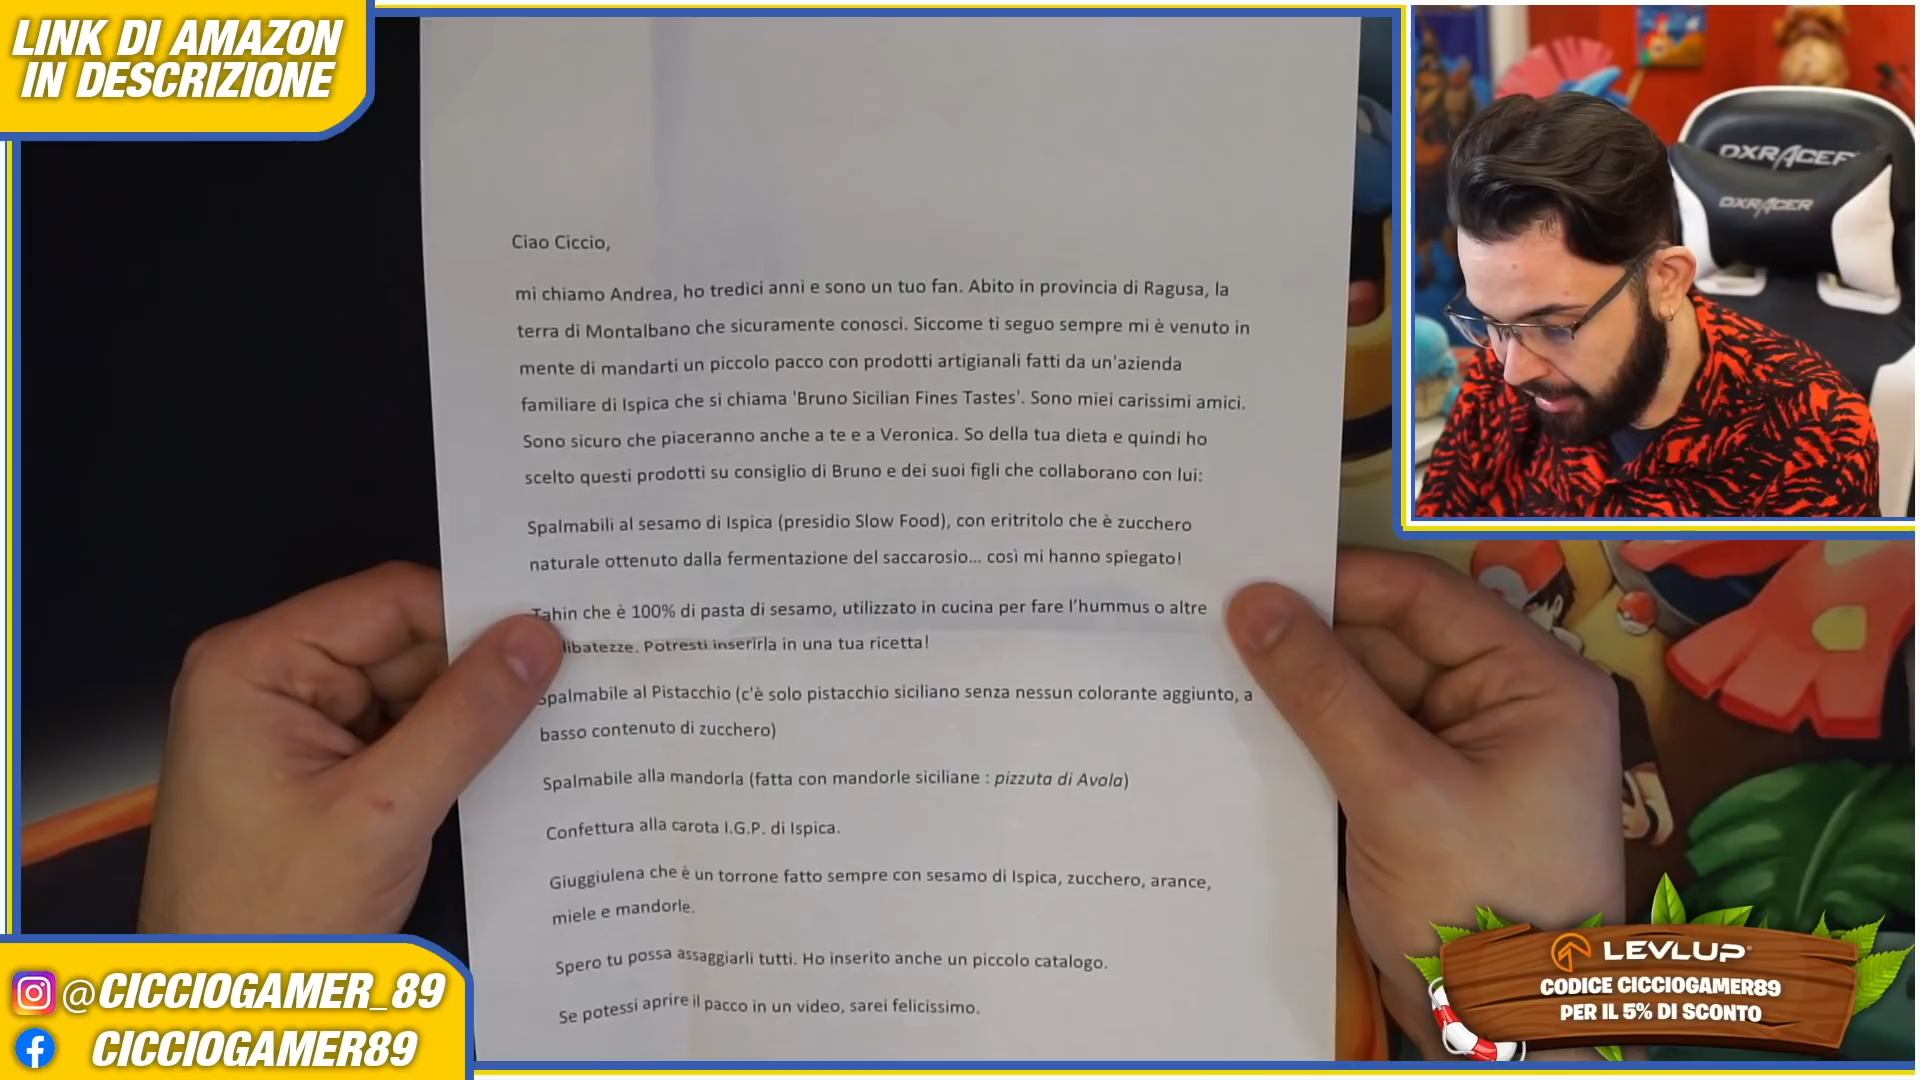 LINK DI AMAZON
IN DESCRIZIONE
Ciao Ciccio,
mi chiamo Andrea, ho tredici anni e sono un tuo fan. Abito in provincia di Ragusa, la
terra di Montalbano che sicuramente conosci. Siccome ti seguo sempre mi è venuto in
mente di mandarti un piccolo pacco con prodotti artigianali fatti da un'azienda
familiare di Ispica che si chiama 'Bruno Sicilian Fines Tastes'. Sono miei carissimi amici.
Sono sicuro che piaceranno anche a te e a Veronica. So della tua dieta e quindi ho
scelto questi prodotti su consiglio di Bruno e dei suoi figli che collaborano con lui:
Spalmabili al sesamo di Ispica (presidio Slow Food), con eritritolo che è zucchero
naturale ottenuto dalla fermentazione del saccarosio... così mi hanno spiegato!
Tahin che è 100% di pasta di sesamo, utilizzato in cucina per fare l'hummus o altre
libatezze. Potresti inserirla in una tua ricetta!
Spalmabile al Pistacchio (c'è solo pistacchio siciliano senza nessun colorante aggiunto, a
basso contenuto di zucchero)
Spalmabile alla mandorla (fatta con mandorle siciliane : pizzuta di Avola)
Confettura alla carota I.G.P. di Ispica.
Giuggiulena che è un torrone fatto sempre con sesamo di Ispica, zucchero, arance,
miele e mandorle.
Spero tu possa assaggiarli tutti. Ho inserito anche un piccolo catalogo.
Se potessi aprire il pacco in un video, sarei felicissimo.
DXRACER
DXRACER
@CICCIOGAMER_89
CICCIOGAMER89
LEVLUP
CODICE CICCIOGAMER89
PER IL 5% DI SCONTO